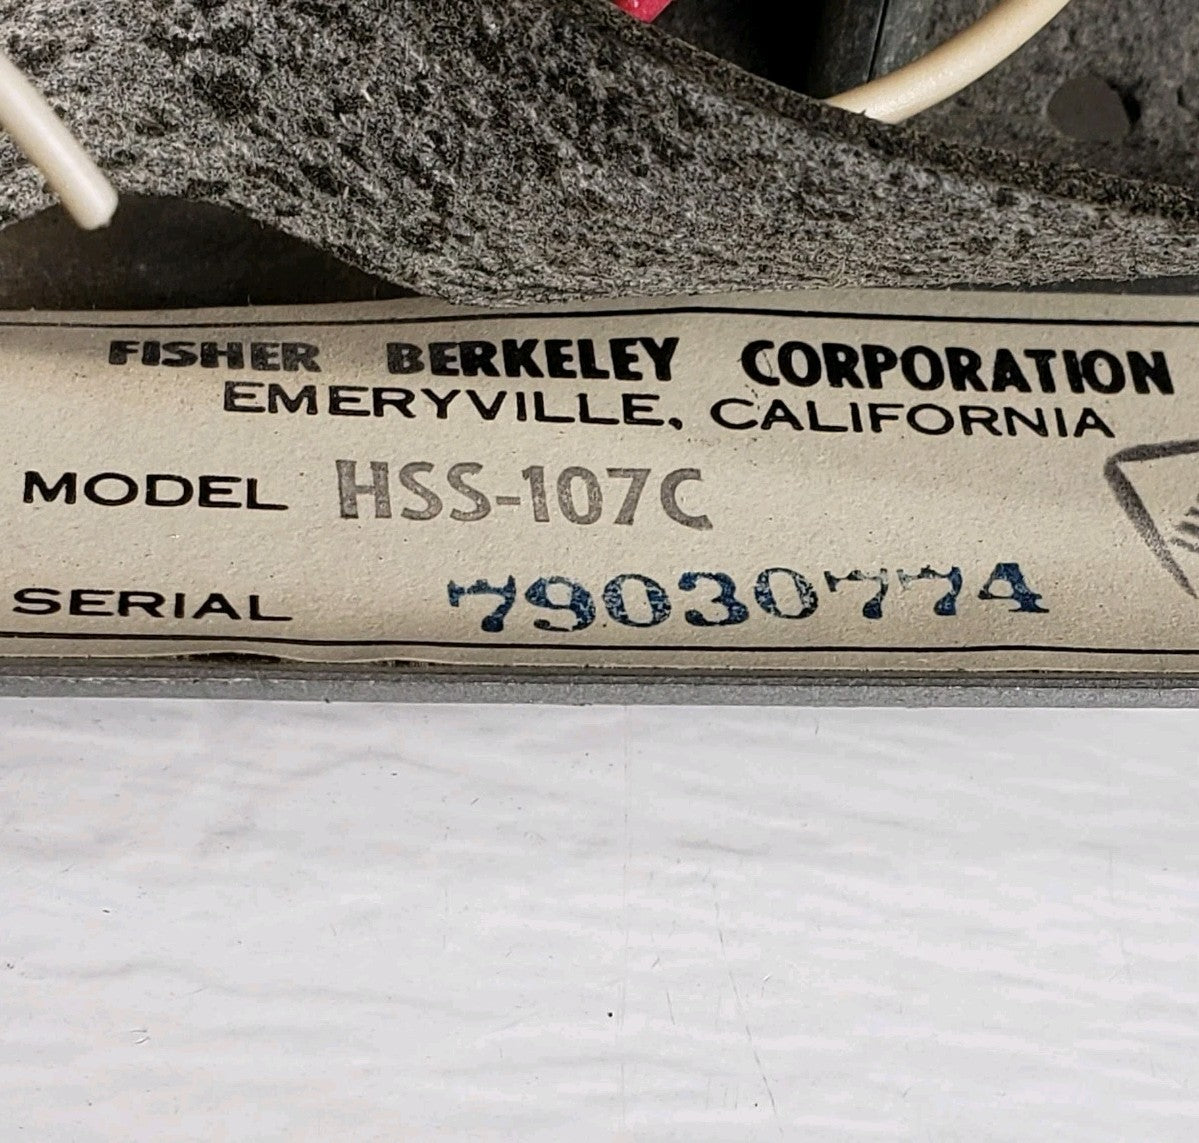 FISHER BERKELEY CORPORATION
EMERYVILLE, CALIFORNIA
MODEL HSS-107C
SERIAL 79030774